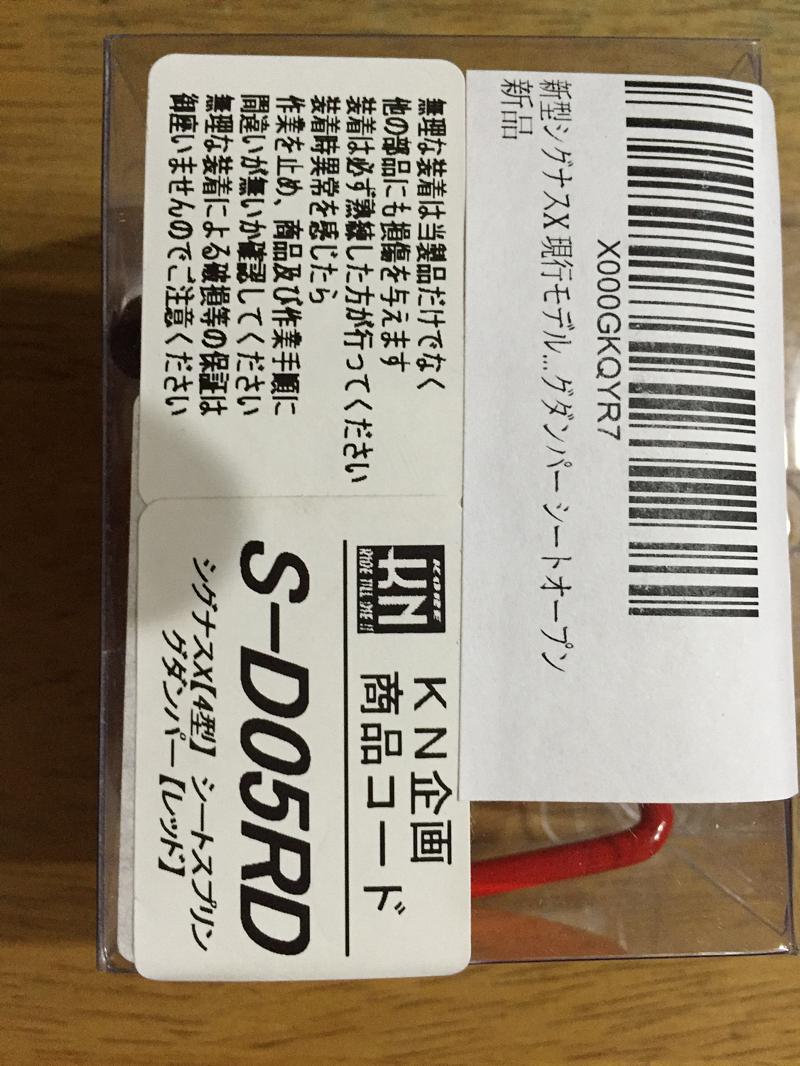 無理な装着は当製品だけでなく
他の部品にも損傷を与えます
装着は必ず熟練した方が行ってください
装着時異常を感じたら
作業を止め、商品及び作業手順に
間違いが無いか確認してください
無理な装着による破損等の保証は
御座いませんのでご注意ください
X000GKQYR7
新型シグナスX 現行モデル...グダンパー シートオープン
新品
KORE
KN
RIDE TILL DIE !!
KN企画
商品コード
S-D05RD
シグナスX【4型】 シートスプリン
グダンパー【レッド】